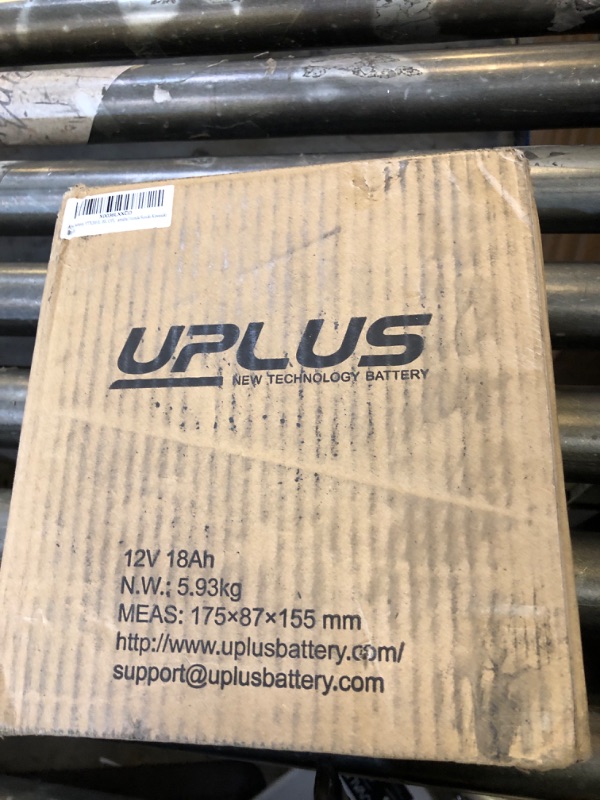 UPLUS
NEW TECHNOLOGY BATTERY
12V 18Ah
N.W.: 5.93kg
MEAS: 175×87×155 mm
http://www.uplusbattery.com/
support@uplusbattery.com